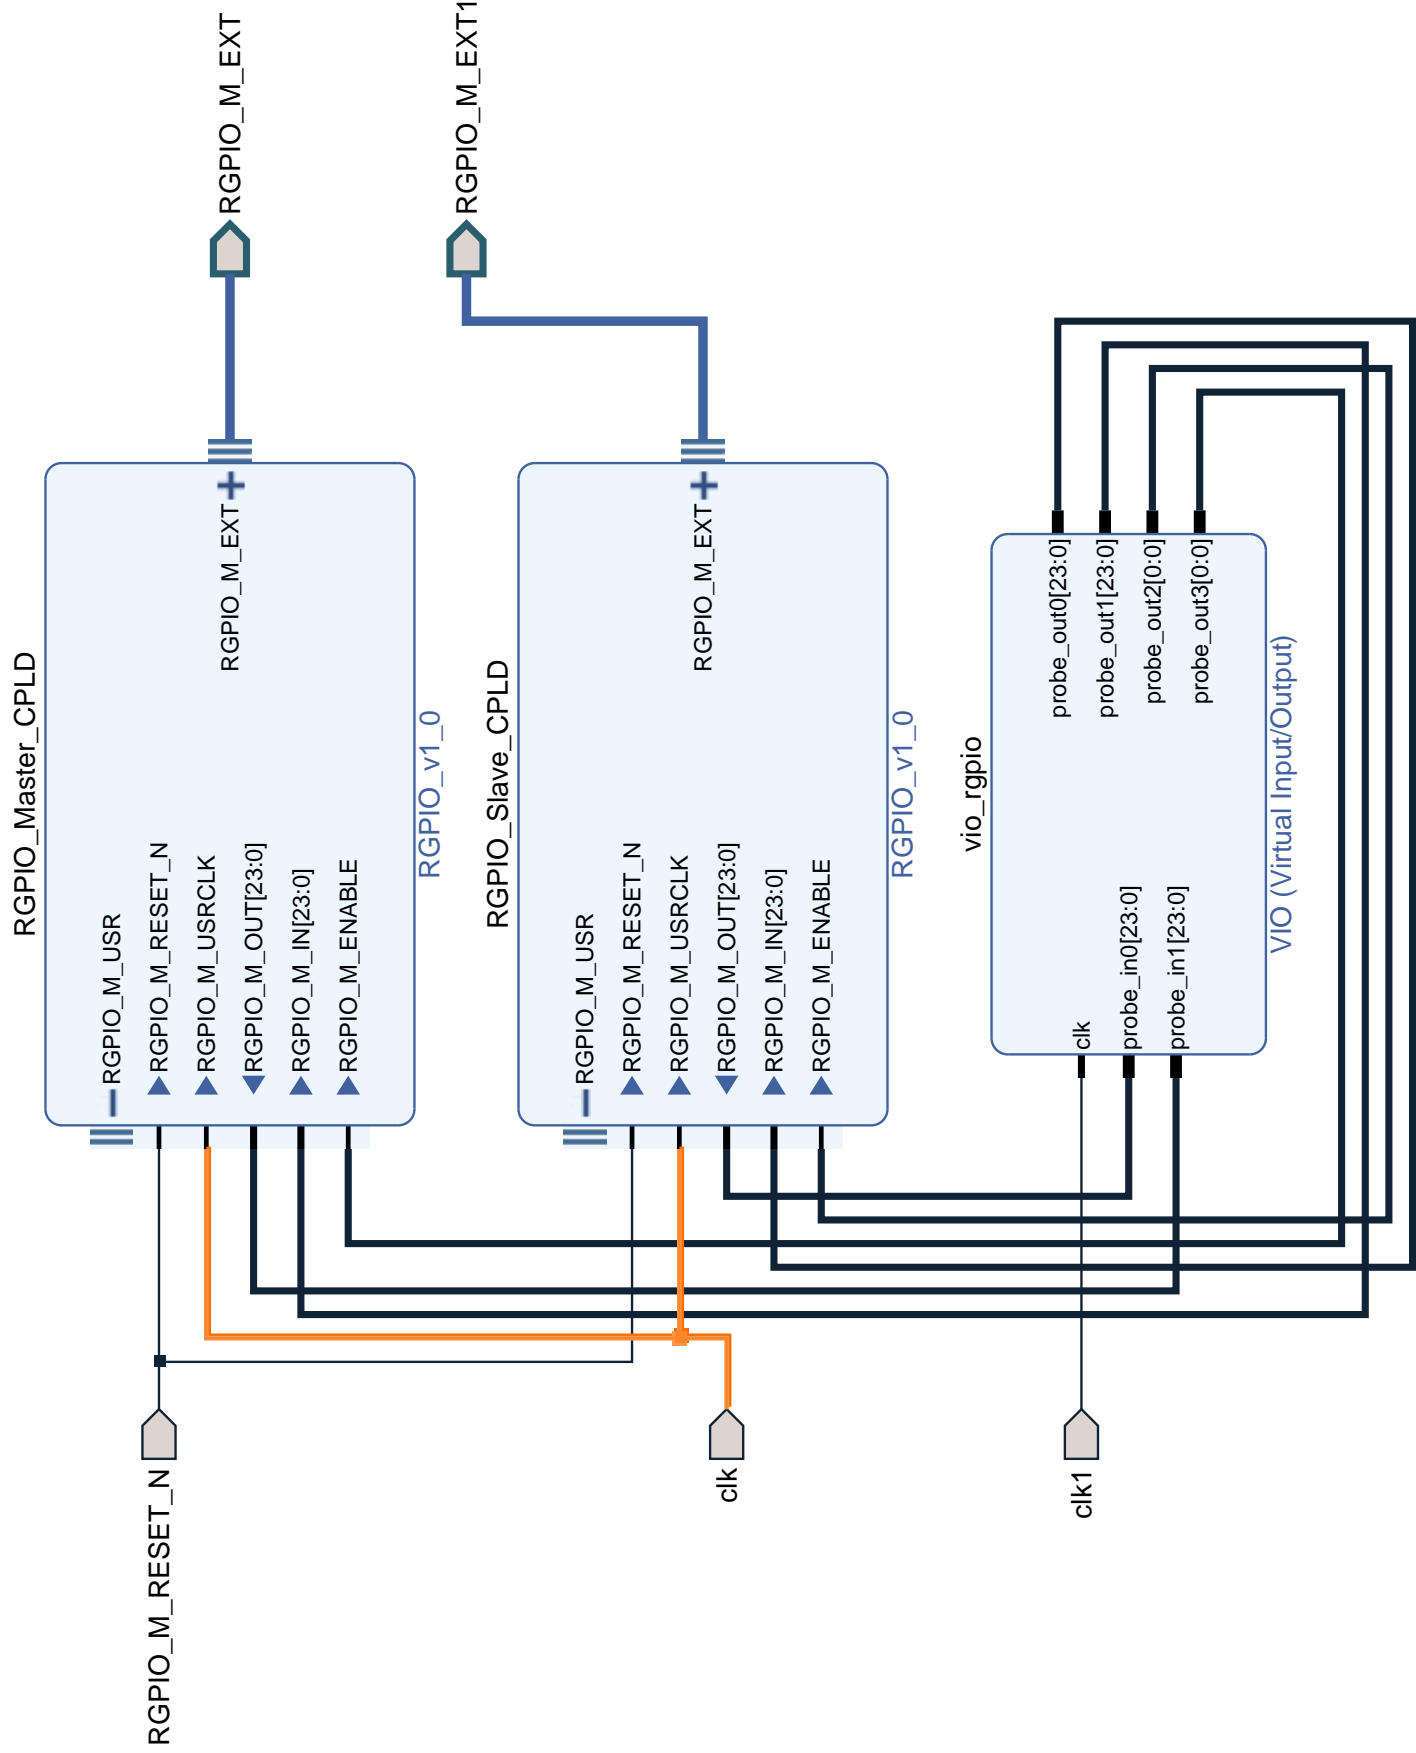 RGPIO_M_EXT
RGPIO_M_EXT1
RGPIO_Master_CPLD
RGPIO_M_USR
RGPIO_M_RESET_N
RGPIO_M_USRCLK
RGPIO_M_OUT[23:0]
RGPIO_M_IN[23:0]
RGPIO_M_ENABLE
RGPIO_M_EXT
RGPIO_v1_0
RGPIO_Slave_CPLD
RGPIO_M_USR
RGPIO_M_RESET_N
RGPIO_M_USRCLK
RGPIO_M_OUT[23:0]
RGPIO_M_IN[23:0]
RGPIO_M_ENABLE
RGPIO_M_EXT
RGPIO_v1_0
vio_rgpio
clk
probe_in0[23:0]
probe_in1[23:0]
probe_out0[23:0]
probe_out1[23:0]
probe_out2[0:0]
probe_out3[0:0]
VIO (Virtual Input/Output)
RGPIO_M_RESET_N
clk
clk1